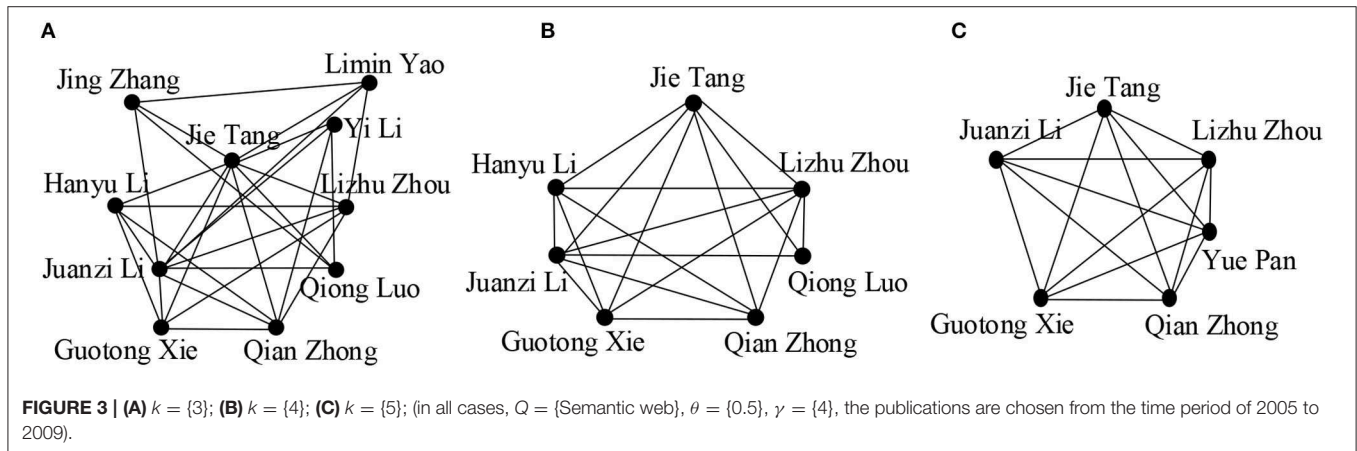 A
Jing Zhang
Limin Yao
Yi Li
Jie Tang
Hanyu Li
Lizhu Zhou
Juanzi Li
Qiong Luo
Guotong Xie
Qian Zhong
B
Jie Tang
Hanyu Li
Lizhu Zhou
Juanzi Li
Qiong Luo
Guotong Xie
Qian Zhong
C
Jie Tang
Juanzi Li
Lizhu Zhou
Yue Pan
Guotong Xie
Qian Zhong
FIGURE 3 | (A) k = {3}; (B) k = {4}; (C) k = {5}; (in all cases, Q = {Semantic web}, θ = {0.5}, γ = {4}, the publications are chosen from the time period of 2005 to
2009).